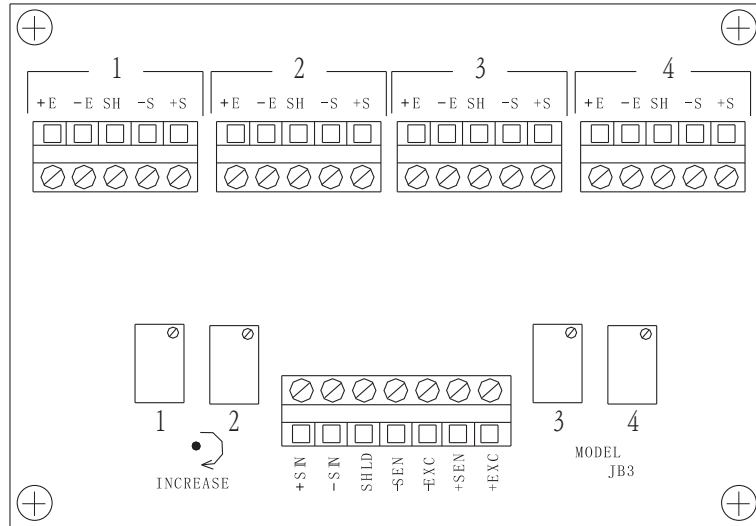 1 2 3 4
+E -E SH -S +S +E -E SH -S +S +E -E SH -S +S +E -E SH -S +S
1 2 3 4
+SIN
-SIN
SHLD
-SEN
-EXC
+SEN
+EXC
INCREASE
MODEL
JB3